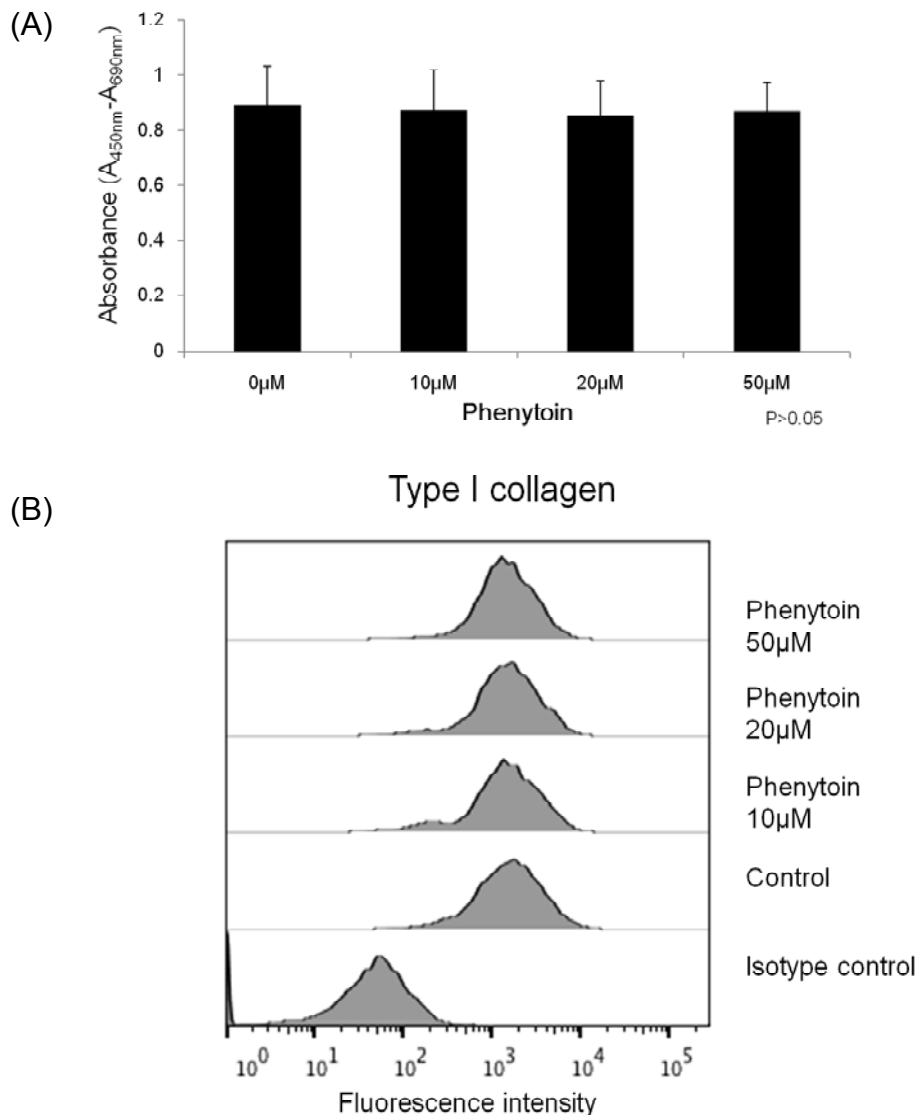 (A)
Absorbance (A450nm-A690nm)
1.2
1
0.8
0.6
0.4
0.2
0
0µM
10µM
20µM
50µM
Phenytoin
P>0.05
(B)
Type I collagen
Phenytoin
50µM
Phenytoin
20µM
Phenytoin
10µM
Control
Isotype control
10^0 10^1 10^2 10^3 10^4 10^5
Fluorescence intensity